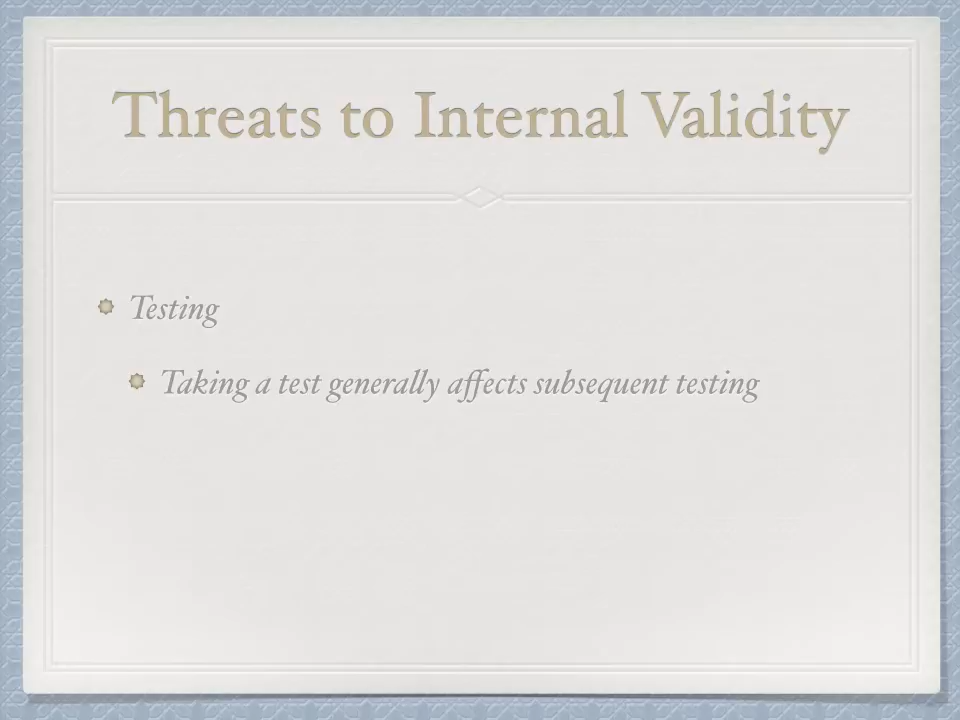 Threats to Internal Validity
Testing
Taking a test generally affects subsequent testing